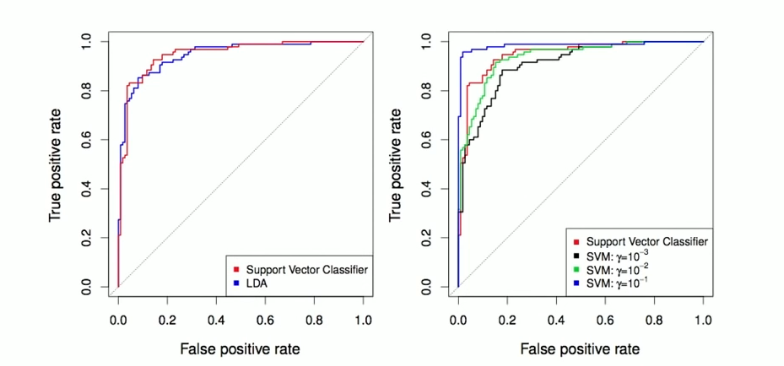 1.0
0.8
0.6
0.4
0.2
0.0
True positive rate
0.0 0.2 0.4 0.6 0.8 1.0
False positive rate
Support Vector Classifier
LDA
1.0
0.8
0.6
0.4
0.2
0.0
True positive rate
0.0 0.2 0.4 0.6 0.8 1.0
False positive rate
Support Vector Classifier
SVM: γ=10⁻³
SVM: γ=10⁻²
SVM: γ=10⁻¹